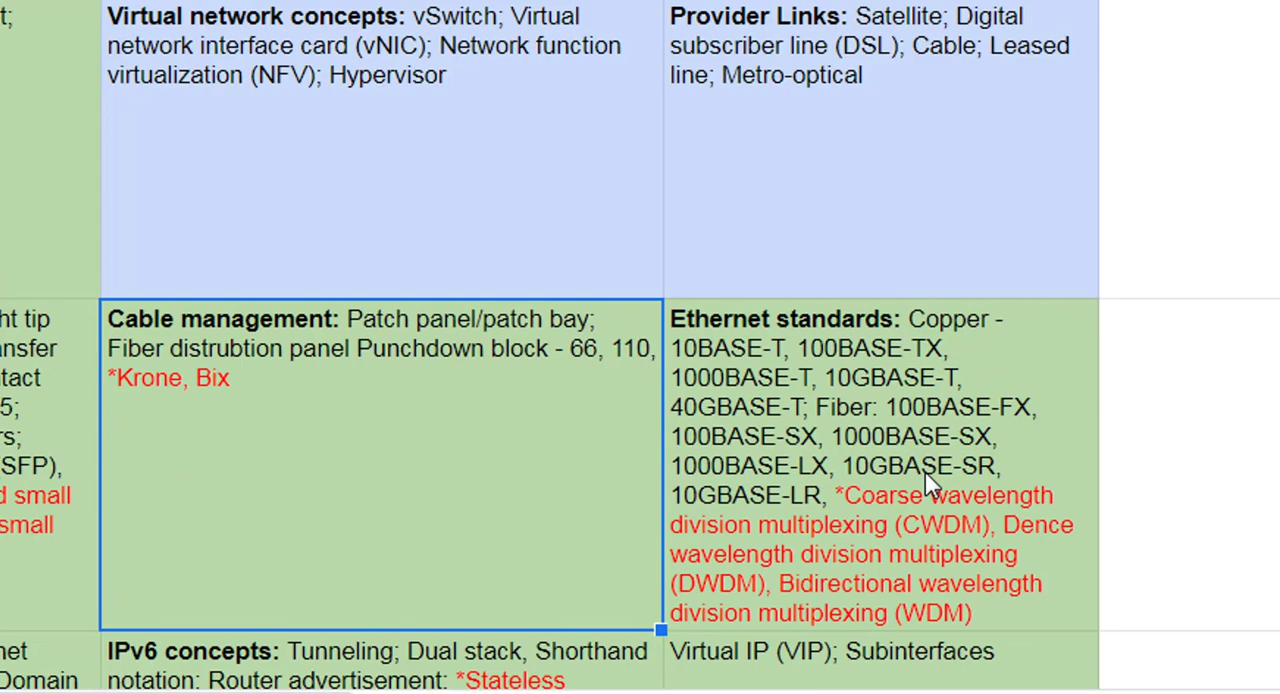 t;
Virtual network concepts: vSwitch; Virtual
network interface card (vNIC); Network function
virtualization (NFV); Hypervisor
Provider Links: Satellite; Digital
subscriber line (DSL); Cable; Leased
line; Metro-optical
ht tip
ansfer
ntact
5;
rs;
SFP),
d small
small
Cable management: Patch panel/patch bay;
Fiber distrubtion panel Punchdown block - 66, 110,
*Krone, Bix
Ethernet standards: Copper -
10BASE-T, 100BASE-TX,
1000BASE-T, 10GBASE-T,
40GBASE-T; Fiber: 100BASE-FX,
100BASE-SX, 1000BASE-SX,
1000BASE-LX, 10GBASE-SR,
10GBASE-LR, *Coarse wavelength
division multiplexing (CWDM), Dence
wavelength division multiplexing
(DWDM), Bidirectional wavelength
division multiplexing (WDM)
net
Domain
IPv6 concepts: Tunneling; Dual stack, Shorthand
notation; Router advertisement; *Stateless
Virtual IP (VIP); Subinterfaces